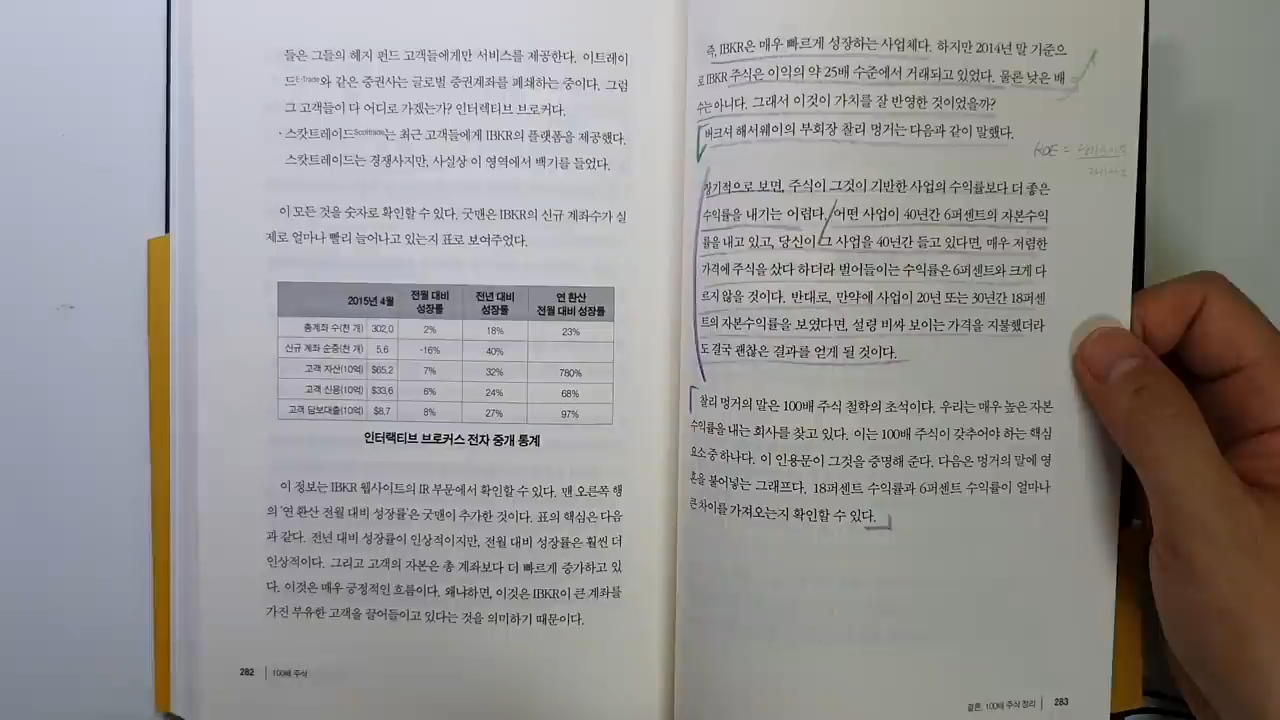 들은 그들의 헤지 펀드 고객들에게만 서비스를 제공한다. 이트레이
드E-Trade와 같은 증권사는 글로벌 증권계좌를 폐쇄하는 중이다. 그럼
그 고객들이 다 어디로 가겠는가? 인터렉티브 브로커다.
· 스캇트레이드Scottrade는 최근 고객들에게 IBKR의 플랫폼을 제공했다.
스캇트레이드는 경쟁사지만, 사실상 이 영역에서 백기를 들었다.
이 모든 것을 숫자로 확인할 수 있다. 굿맨은 IBKR의 신규 계좌수가 실
제로 얼마나 빨리 늘어나고 있는지 표로 보여주었다.
2015년 4월 전월 대비 성장률 전년 대비 성장률 연 환산 전월 대비 성장률
총계좌 수(천 개) 302.0 2% 18% 23%
신규 계좌 순증(천 개) 5.6 -16% 40%
고객 자산(10억) $65.2 7% 32% 780%
고객 신용(10억) $33.6 6% 24% 68%
고객 담보대출(10억) $8.7 8% 27% 97%
인터랙티브 브로커스 전자 중개 통계
이 정보는 IBKR 웹사이트의 IR 부문에서 확인할 수 있다. 맨 오른쪽 행
의 '연 환산 전월 대비 성장률'은 굿맨이 추가한 것이다. 표의 핵심은 다음
과 같다. 전년 대비 성장률이 인상적이지만, 전월 대비 성장률은 훨씬 더
인상적이다. 그리고 고객의 자본은 총 계좌보다 더 빠르게 증가하고 있
다. 이것은 매우 긍정적인 흐름이다. 왜냐하면, 이것은 IBKR이 큰 계좌를
가진 부유한 고객을 끌어들이고 있다는 것을 의미하기 때문이다.
282 100배 주식
즉, IBKR은 매우 빠르게 성장하는 사업체다. 하지만 2014년 말 기준으
로 IBKR 주식은 이익의 약 25배 수준에서 거래되고 있었다. 물론 낮은 배
수는 아니다. 그래서 이것이 가치를 잘 반영한 것이었을까?
버크셔 해서웨이의 부회장 찰리 멍거는 다음과 같이 말했다.
ROE =
장기적으로 보면, 주식이 그것이 기반한 사업의 수익률보다 더 좋은
수익률을 내기는 어렵다. 어떤 사업이 40년간 6퍼센트의 자본수익
률을 내고 있고, 당신이 그 사업을 40년간 들고 있다면, 매우 저렴한
가격에 주식을 샀다 하더라 벌어들이는 수익률은 6퍼센트와 크게 다
르지 않을 것이다. 반대로, 만약에 사업이 20년 또는 30년간 18퍼센
트의 자본수익률을 보였다면, 설령 비싸 보이는 가격을 지불했더라
도 결국 괜찮은 결과를 얻게 될 것이다.
찰리 멍거의 말은 100배 주식 철학의 초석이다. 우리는 매우 높은 자본
수익률을 내는 회사를 찾고 있다. 이는 100배 주식이 갖추어야 하는 핵심
요소 중 하나다. 이 인용문이 그것을 증명해 준다. 다음은 멍거의 말에 영
혼을 불어넣는 그래프다. 18퍼센트 수익률과 6퍼센트 수익률이 얼마나
큰 차이를 가져오는지 확인할 수 있다.
결론, 100배 주식 정리 283